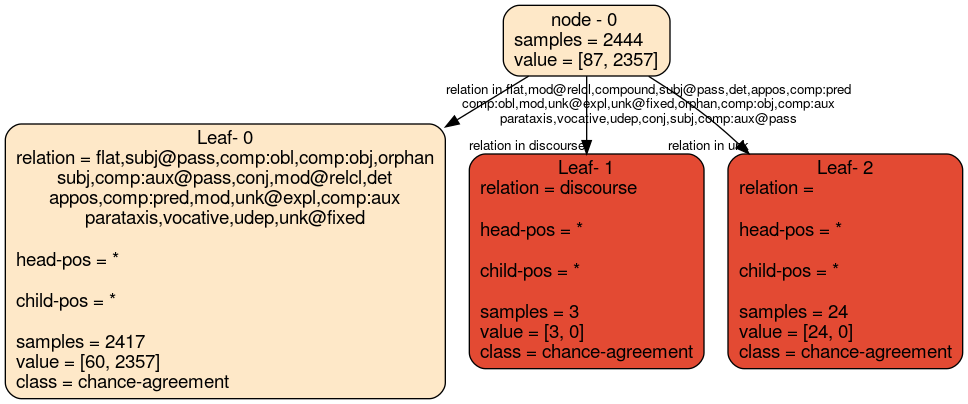 node - 0
samples = 2444
value = [87, 2357]
relation in flat,mod@relcl,compound,subj@pass,det,appos,comp:pred
comp:obl,mod,unk@expl,unk@fixed,orphan,comp:obj,comp:aux
parataxis,vocative,udep,conj,subj,comp:aux@pass
relation in discourse
relation in unk
Leaf- 0
relation = flat,subj@pass,comp:obl,comp:obj,orphan
subj,comp:aux@pass,conj,mod@relcl,det
appos,comp:pred,mod,unk@expl,comp:aux
parataxis,vocative,udep,unk@fixed
head-pos = *
child-pos = *
samples = 2417
value = [60, 2357]
class = chance-agreement
Leaf- 1
relation = discourse
head-pos = *
child-pos = *
samples = 3
value = [3, 0]
class = chance-agreement
Leaf- 2
relation =
head-pos = *
child-pos = *
samples = 24
value = [24, 0]
class = chance-agreement